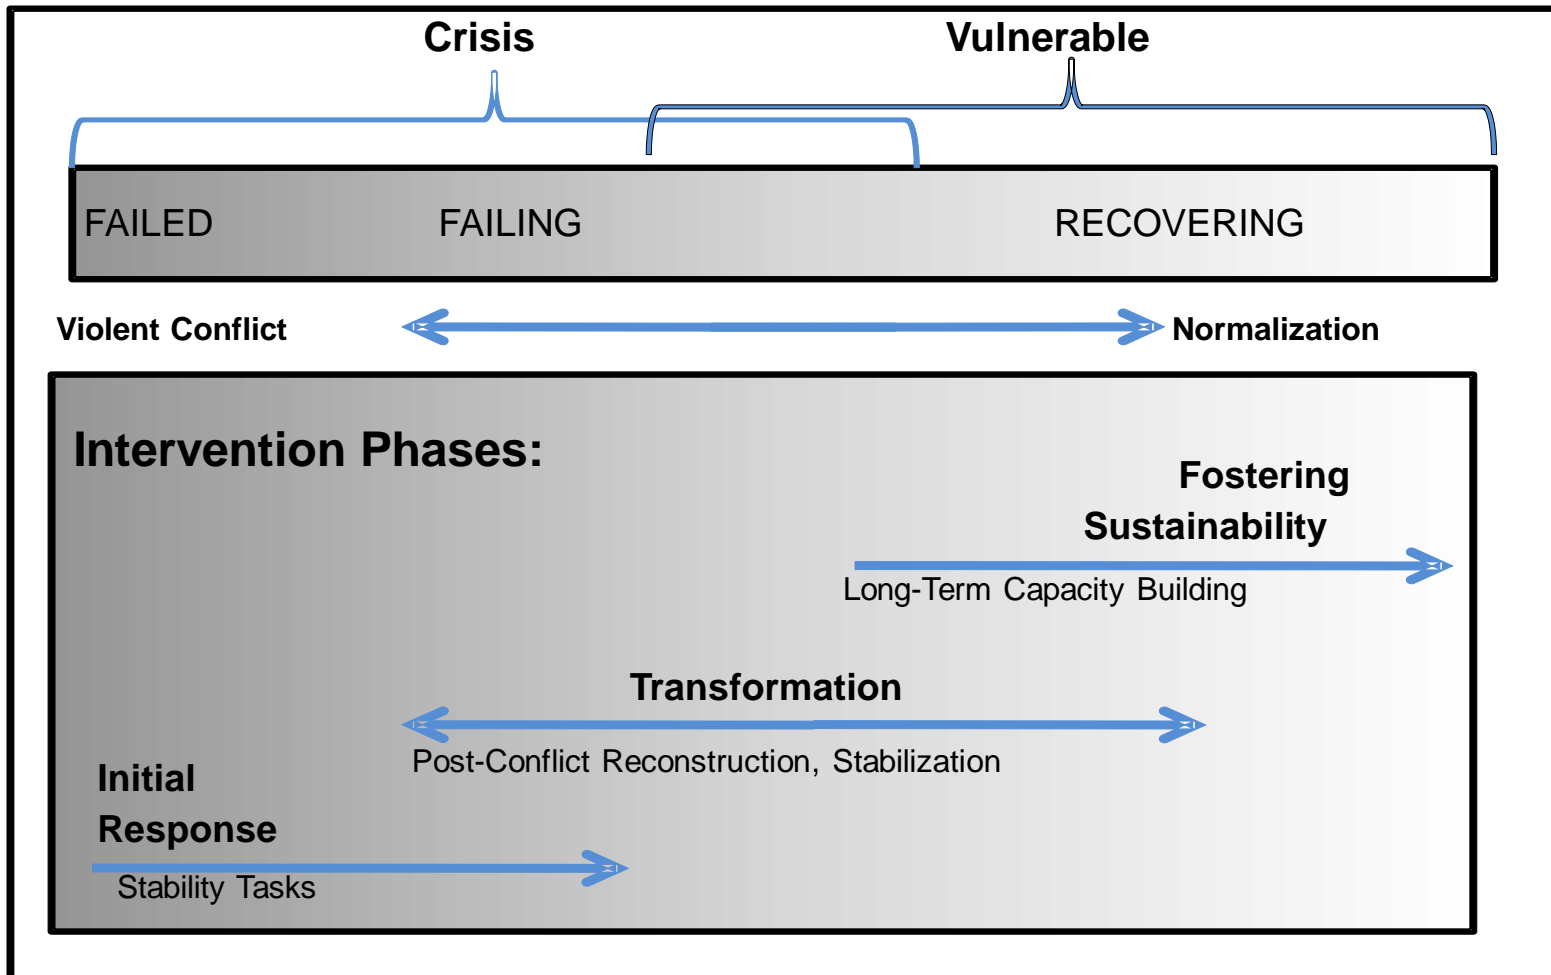 Crisis
Vulnerable
FAILED
FAILING
RECOVERING
Violent Conflict
Normalization
Intervention Phases:
Fostering
Sustainability
Long-Term Capacity Building
Transformation
Post-Conflict Reconstruction, Stabilization
Initial
Response
Stability Tasks